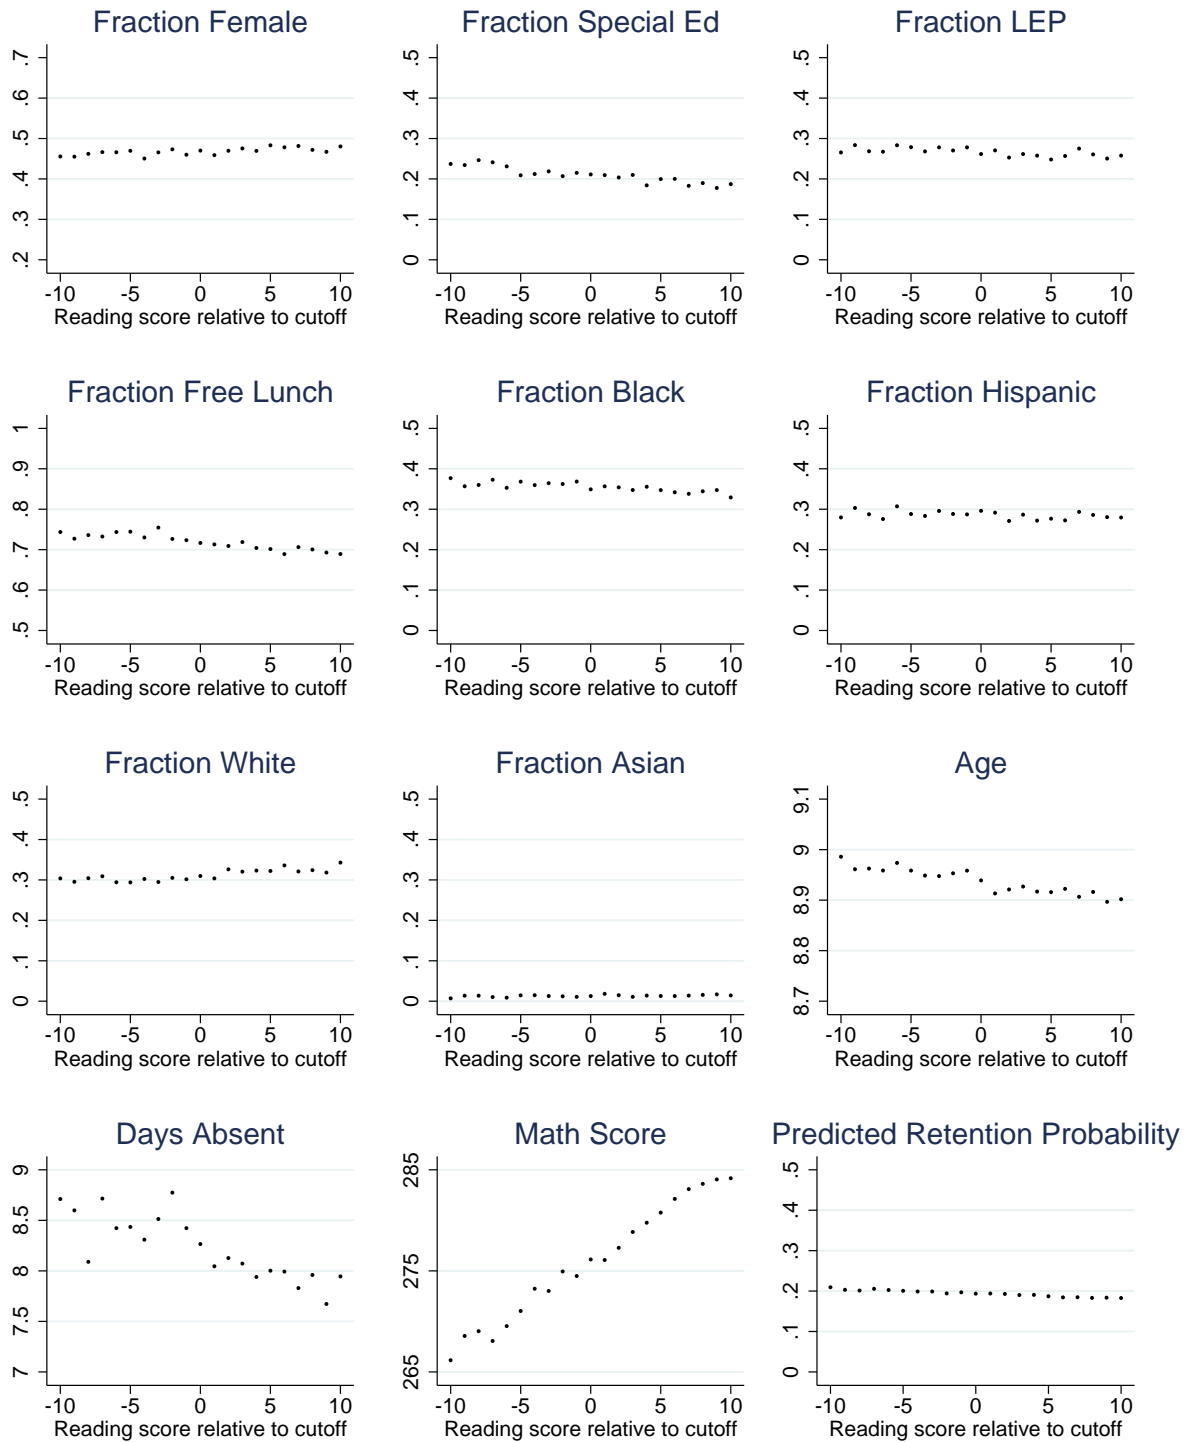 Fraction Female
Fraction Special Ed
Fraction LEP
.7
.6
.5
.4
.3
.2
-10 -5 0 5 10
Reading score relative to cutoff
.5
.4
.3
.2
.1
0
-10 -5 0 5 10
Reading score relative to cutoff
.5
.4
.3
.2
.1
0
-10 -5 0 5 10
Reading score relative to cutoff
Fraction Free Lunch
Fraction Black
Fraction Hispanic
1
.9
.8
.7
.6
.5
-10 -5 0 5 10
Reading score relative to cutoff
.5
.4
.3
.2
.1
0
-10 -5 0 5 10
Reading score relative to cutoff
.5
.4
.3
.2
.1
0
-10 -5 0 5 10
Reading score relative to cutoff
Fraction White
Fraction Asian
Age
.5
.4
.3
.2
.1
0
-10 -5 0 5 10
Reading score relative to cutoff
.5
.4
.3
.2
.1
0
-10 -5 0 5 10
Reading score relative to cutoff
9.1
9
8.9
8.8
8.7
-10 -5 0 5 10
Reading score relative to cutoff
Days Absent
Math Score
Predicted Retention Probability
9
8.5
8
7.5
7
-10 -5 0 5 10
Reading score relative to cutoff
285
275
265
-10 -5 0 5 10
Reading score relative to cutoff
.5
.4
.3
.2
.1
0
-10 -5 0 5 10
Reading score relative to cutoff